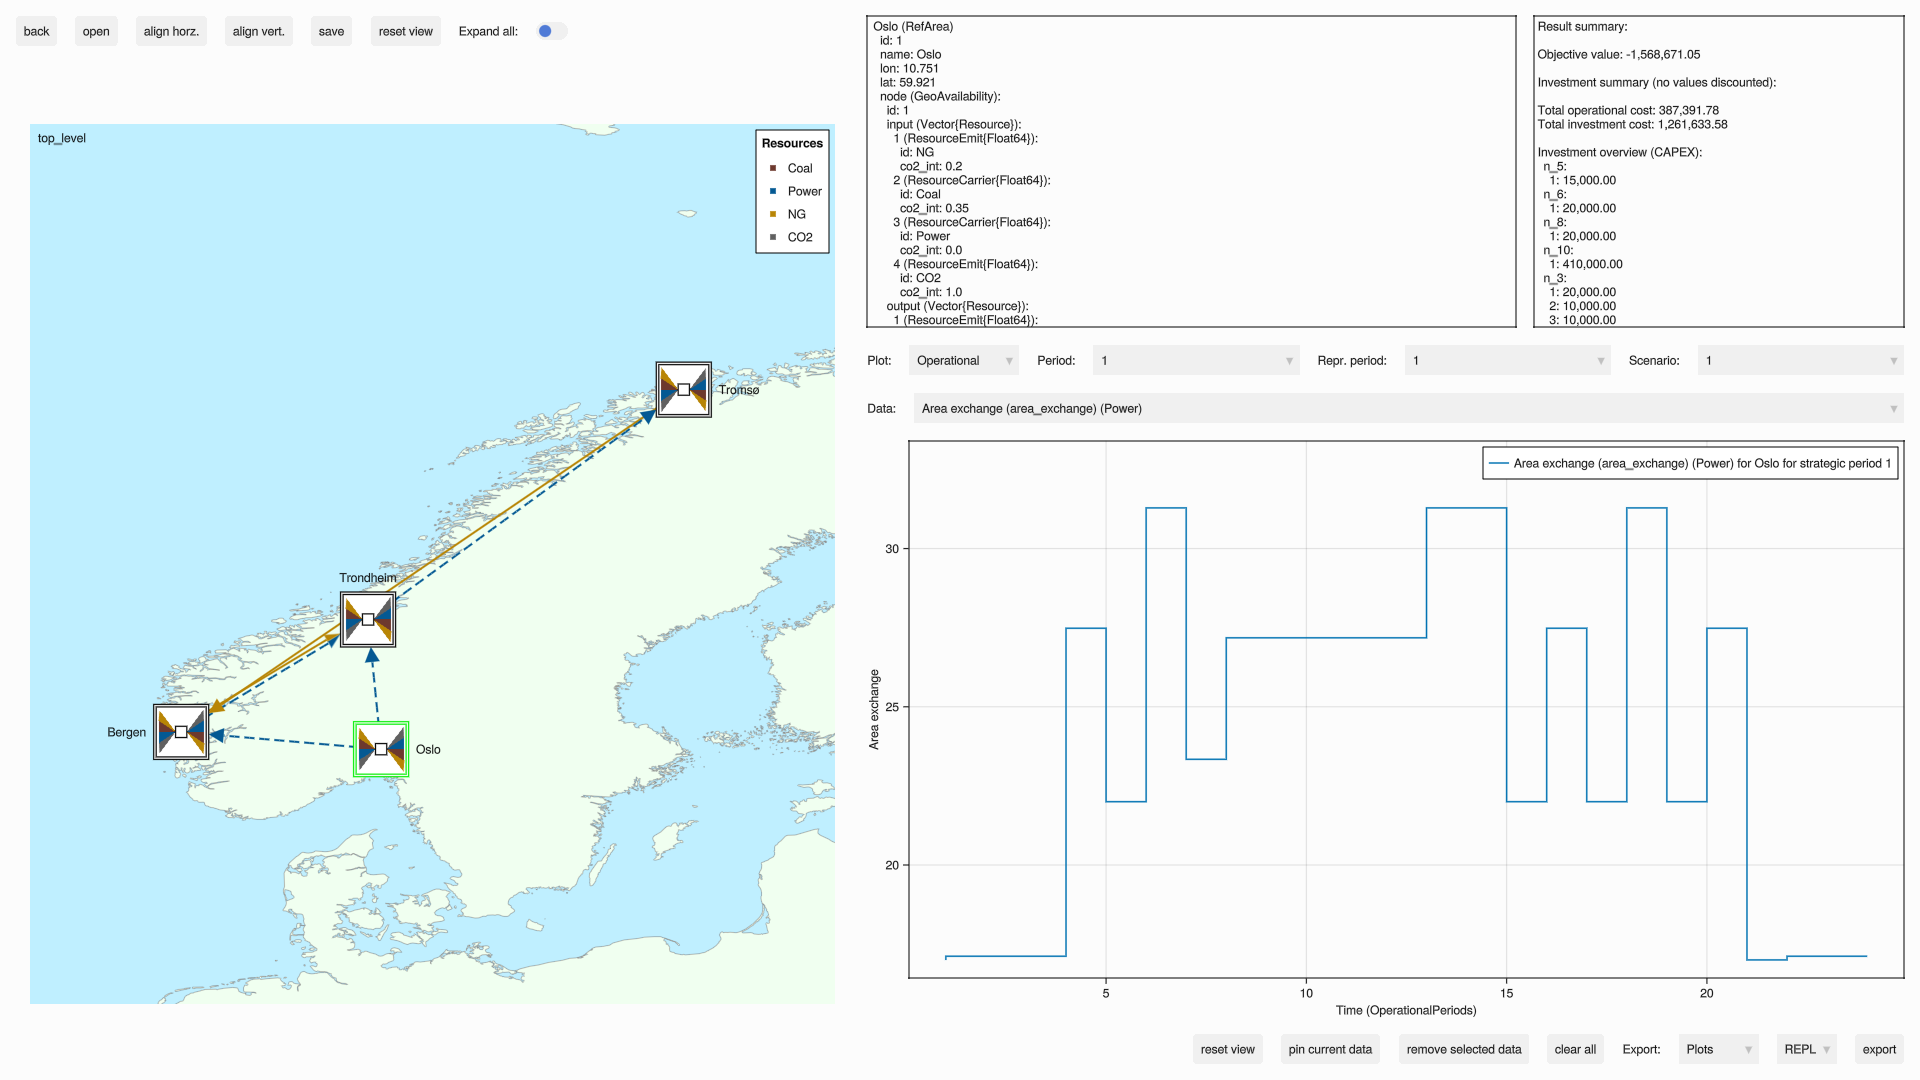 back open align horz. align vert. save reset view Expand all:
top_level
Resources
Coal
Power
NG
CO2
Tromsø
Trondheim
Bergen
Oslo
Oslo (RefArea)
id: 1
name: Oslo
lon: 10.751
lat: 59.921
node (GeoAvailability):
id: 1
input (Vector{Resource}):
1 (ResourceEmit{Float64}):
id: NG
co2_int: 0.2
2 (ResourceCarrier{Float64}):
id: Coal
co2_int: 0.35
3 (ResourceCarrier{Float64}):
id: Power
co2_int: 0.0
4 (ResourceEmit{Float64}):
id: CO2
co2_int: 1.0
output (Vector{Resource}):
1 (ResourceEmit{Float64}):
Result summary:
Objective value: -1,568,671.05
Investment summary (no values discounted):
Total operational cost: 387,391.78
Total investment cost: 1,261,633.58
Investment overview (CAPEX):
n_5:
1: 15,000.00
n_6:
1: 20,000.00
n_8:
1: 20,000.00
n_10:
1: 410,000.00
n_3:
1: 20,000.00
2: 10,000.00
3: 10,000.00
Plot: Operational Period: 1 Repr. period: 1 Scenario: 1
Data: Area exchange (area_exchange) (Power)
Area exchange (area_exchange) (Power) for Oslo for strategic period 1
30
25
20
Area exchange
5 10 15 20
Time (OperationalPeriods)
reset view pin current data remove selected data clear all Export: Plots REPL export